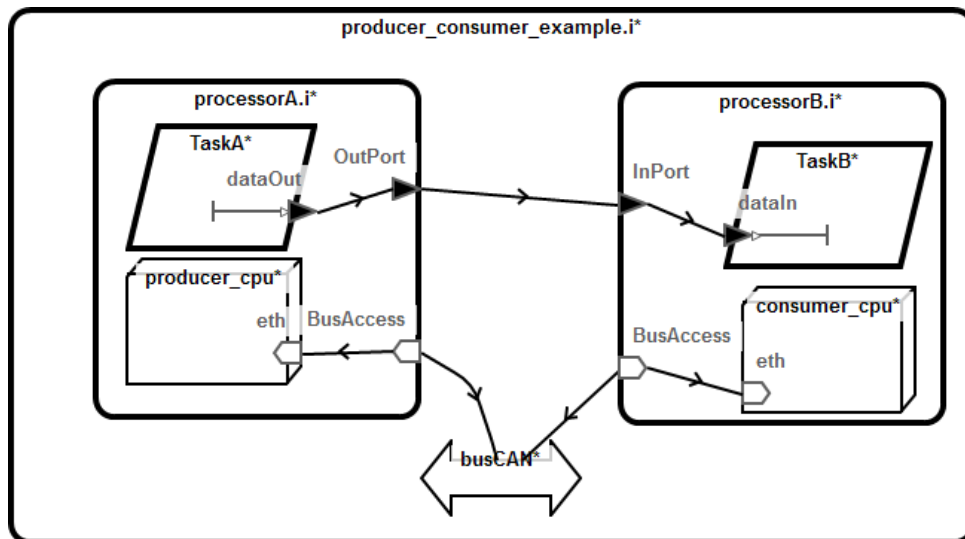 producer_consumer_example.i*
processorA.i*
TaskA*
dataOut
OutPort
producer_cpu*
eth
BusAccess
processorB.i*
InPort
TaskB*
dataIn
BusAccess
consumer_cpu*
eth
busCAN*